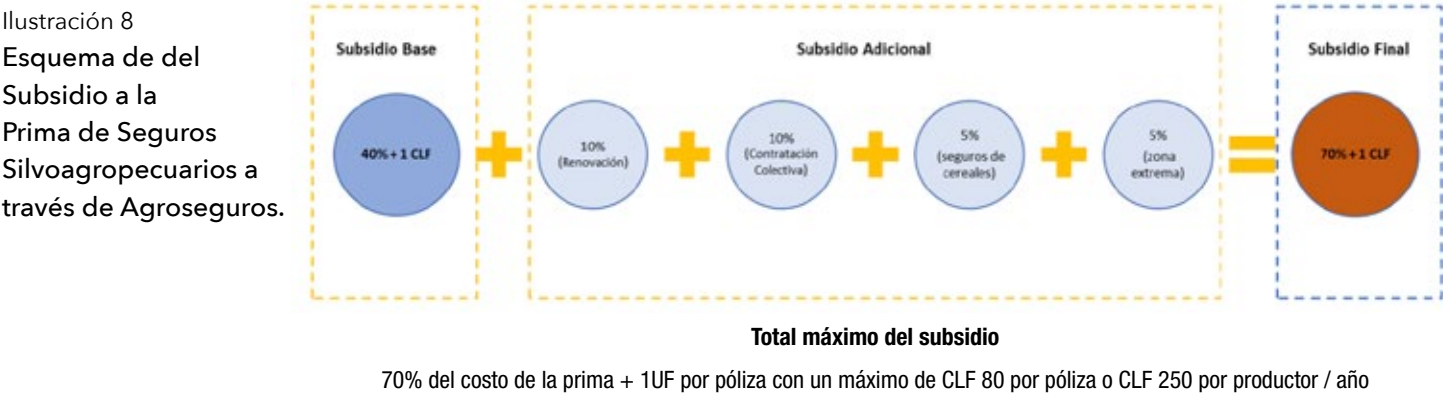 Ilustración 8
Esquema de del
Subsidio a la
Prima de Seguros
Silvoagropecuarios a
través de Agroseguros.
Subsidio Base
Subsidio Adicional
Subsidio Final
40% + 1 CLF
10%
(Renovación)
10%
(Contratación
Colectiva)
5%
(seguros de
cereales)
5%
(zona
extrema)
70% + 1 CLF
Total máximo del subsidio
70% del costo de la prima + 1UF por póliza con un máximo de CLF 80 por póliza o CLF 250 por productor / año